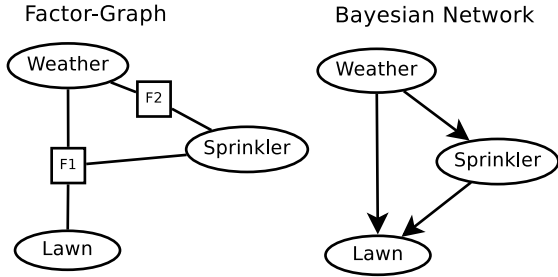 Factor-Graph
Weather
F2
Sprinkler
F1
Lawn
Bayesian Network
Weather
Sprinkler
Lawn